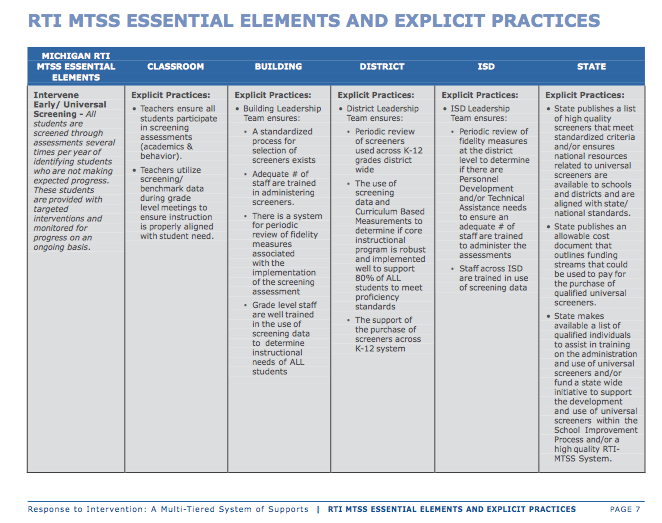 RTI MTSS ESSENTIAL ELEMENTS AND EXPLICIT PRACTICES
MICHIGAN RTI
MTSS ESSENTIAL
ELEMENTS
CLASSROOM
BUILDING
DISTRICT
ISD
STATE
Intervene
Early/ Universal
Screening - All
students are
screened through
assessments several
times per year of
identifying students
who are not making
expected progress.
These students
are provided with
targeted
interventions and
monitored for
progress on an
ongoing basis.
Explicit Practices:
• Teachers ensure all
students participate
in screening
assessments
(academics &
behavior).
• Teachers utilize
screening/
benchmark data
during grade
level meetings to
ensure instruction
is properly aligned
with student need.
Explicit Practices:
• Building Leadership
Team ensures:
• A standardized
process for
selection of
screeners exists
• Adequate # of
staff are trained
in administering
screeners.
• There is a system
for periodic
review of fidelity
measures
associated
with the
implementation
of the screening
assessment
• Grade level staff
are well trained
in the use of
screening data
to determine
instructional
needs of ALL
students
Explicit Practices:
• District Leadership
Team ensures:
• Periodic review
of screeners
used across K-12
grades district
wide
• The use of
screening
data and
Curriculum Based
Measurements to
determine if core
instructional
program is robust
and implemented
well to support
80% of ALL
students to meet
proficiency
standards
• The support of
the purchase of
screeners across
K-12 system
Explicit Practices:
• ISD Leadership
Team ensures:
• Periodic review of
fidelity measures
at the district
level to determine
if there are
Personnel
Development
and/or Technical
Assistance needs
to ensure an
adequate # of
staff are trained
to administer the
assessments
• Staff across ISD
are trained in use
of screening data
Explicit Practices:
• State publishes a list
of high quality
screeners that meet
standardized criteria
and/or ensures
national resources
related to universal
screeners are
available to schools
and districts and are
aligned with state/
national standards.
• State publishes an
allowable cost
document that
outlines funding
streams that could
be used to pay for
the purchase of
qualified universal
screeners.
• State makes
available a list of
qualified individuals
to assist in training
on the administration
and use of universal
screeners and/or
fund a state wide
initiative to support
the development
and use of universal
screeners within the
School Improvement
Process and/or a
high quality RTI-
MTSS System.
Response to Intervention: A Multi-Tiered System of Supports | RTI MTSS ESSENTIAL ELEMENTS AND EXPLICIT PRACTICES PAGE 7